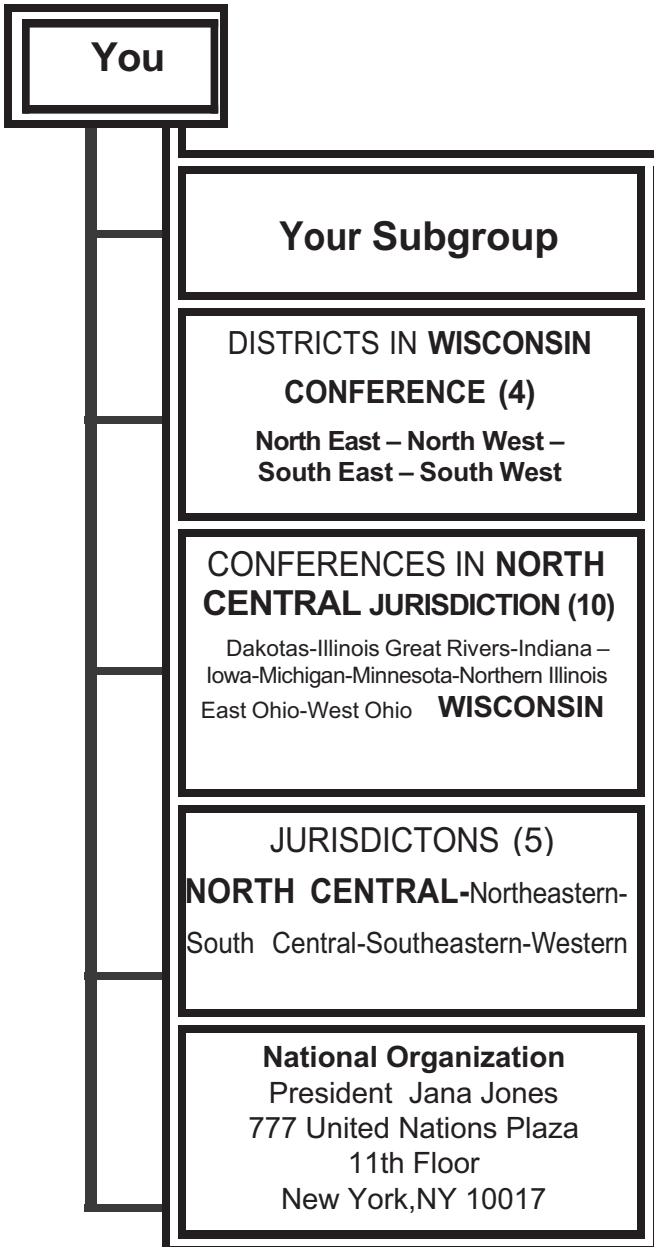 You
Your Subgroup
DISTRICTS IN WISCONSIN
CONFERENCE (4)
North East – North West –
South East – South West
CONFERENCES IN NORTH
CENTRAL JURISDICTION (10)
Dakotas-Illinois Great Rivers-Indiana –
Iowa-Michigan-Minnesota-Northern Illinois
East Ohio-West Ohio WISCONSIN
JURISDICTONS (5)
NORTH CENTRAL-Northeastern-
South Central-Southeastern-Western
National Organization
President Jana Jones
777 United Nations Plaza
11th Floor
New York,NY 10017